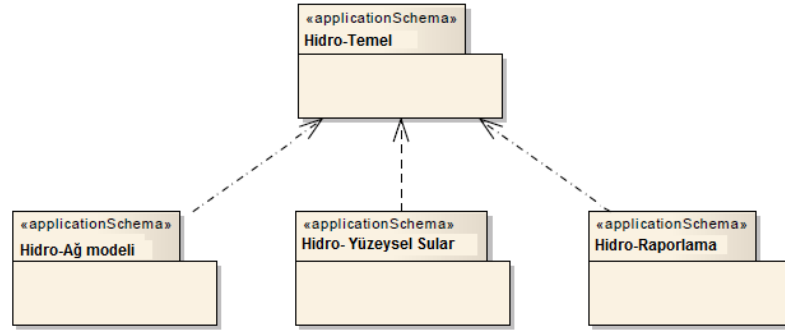 «applicationSchema»
Hidro-Temel
«applicationSchema»
Hidro-Ağ modeli
«applicationSchema»
Hidro- Yüzeysel Sular
«applicationSchema»
Hidro-Raporlama